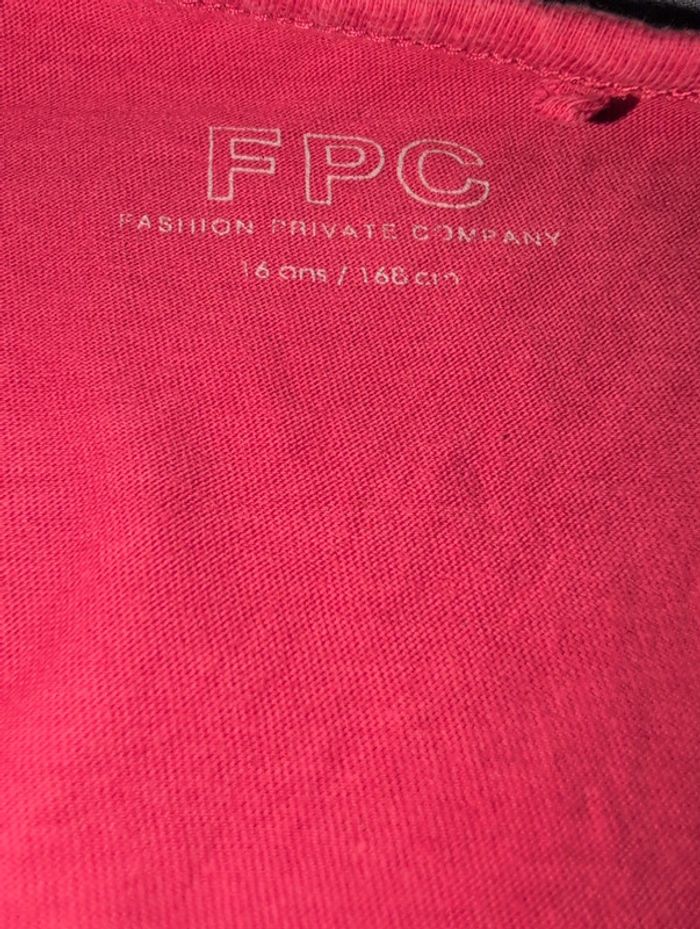 FPC
FASHION PRIVATE COMPANY
16 ans / 168 cm